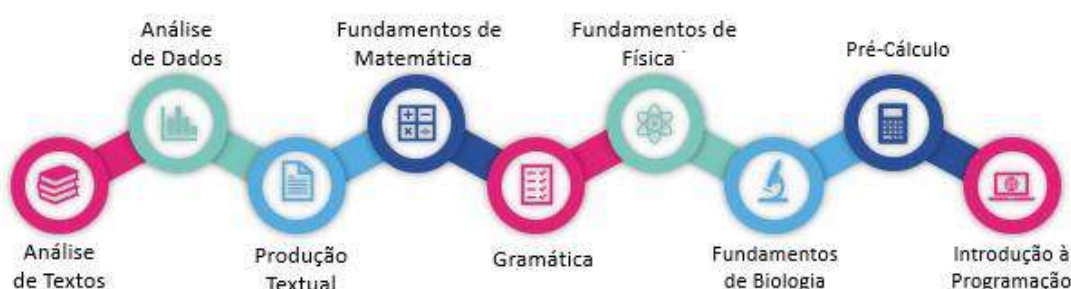 Análise
de Dados
Fundamentos de
Matemática
Fundamentos de
Física
Pré-Cálculo
Análise
de Textos
Produção
Textual
Gramática
Fundamentos
de Biologia
Introdução à
Programação